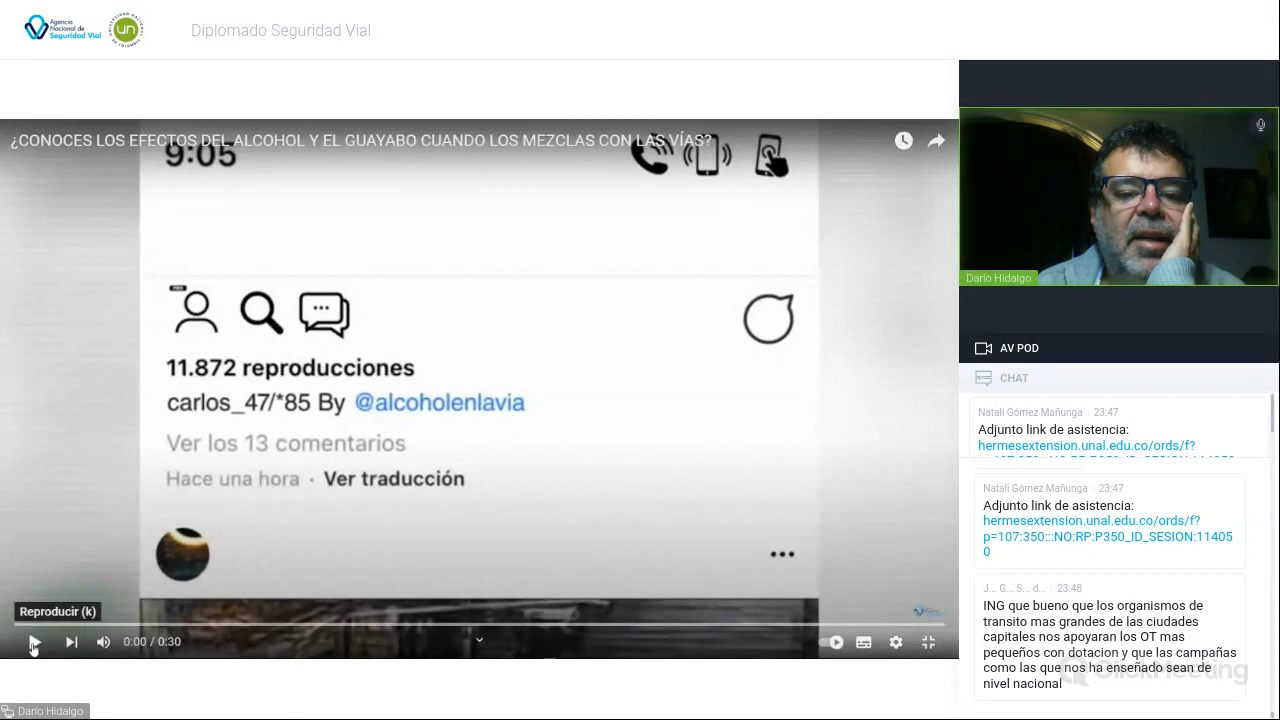 Agencia
Nacional de
Seguridad Vial
un
Diplomado Seguridad Vial
¿CONOCES LOS EFECTOS DEL ALCOHOL Y EL GUAYABO CUANDO LOS MEZCLAS CON LAS VÍAS?
9:05
11.872 reproducciones
carlos_47/*85 By @alcoholenlavia
Ver los 13 comentarios
Hace una hora · Ver traducción
Reproducir (k)
0:00 / 0:30
Darío Hidalgo
Darío Hidalgo
AV POD
CHAT
Natali Gómez Mañunga 23:47
Adjunto link de asistencia:
hermesextension.unal.edu.co/ords/f?
Natali Gómez Mañunga 23:47
Adjunto link de asistencia:
hermesextension.unal.edu.co/ords/f?
p=107:350:::NO:RP:P350_ID_SESION:11405
0
J... G... S... d... 23:48
ING que bueno que los organismos de
transito mas grandes de las ciudades
capitales nos apoyaran los OT mas
pequeños con dotacion y que las campañas
como las que nos ha enseñado sean de
nivel nacional
ClickMeeting